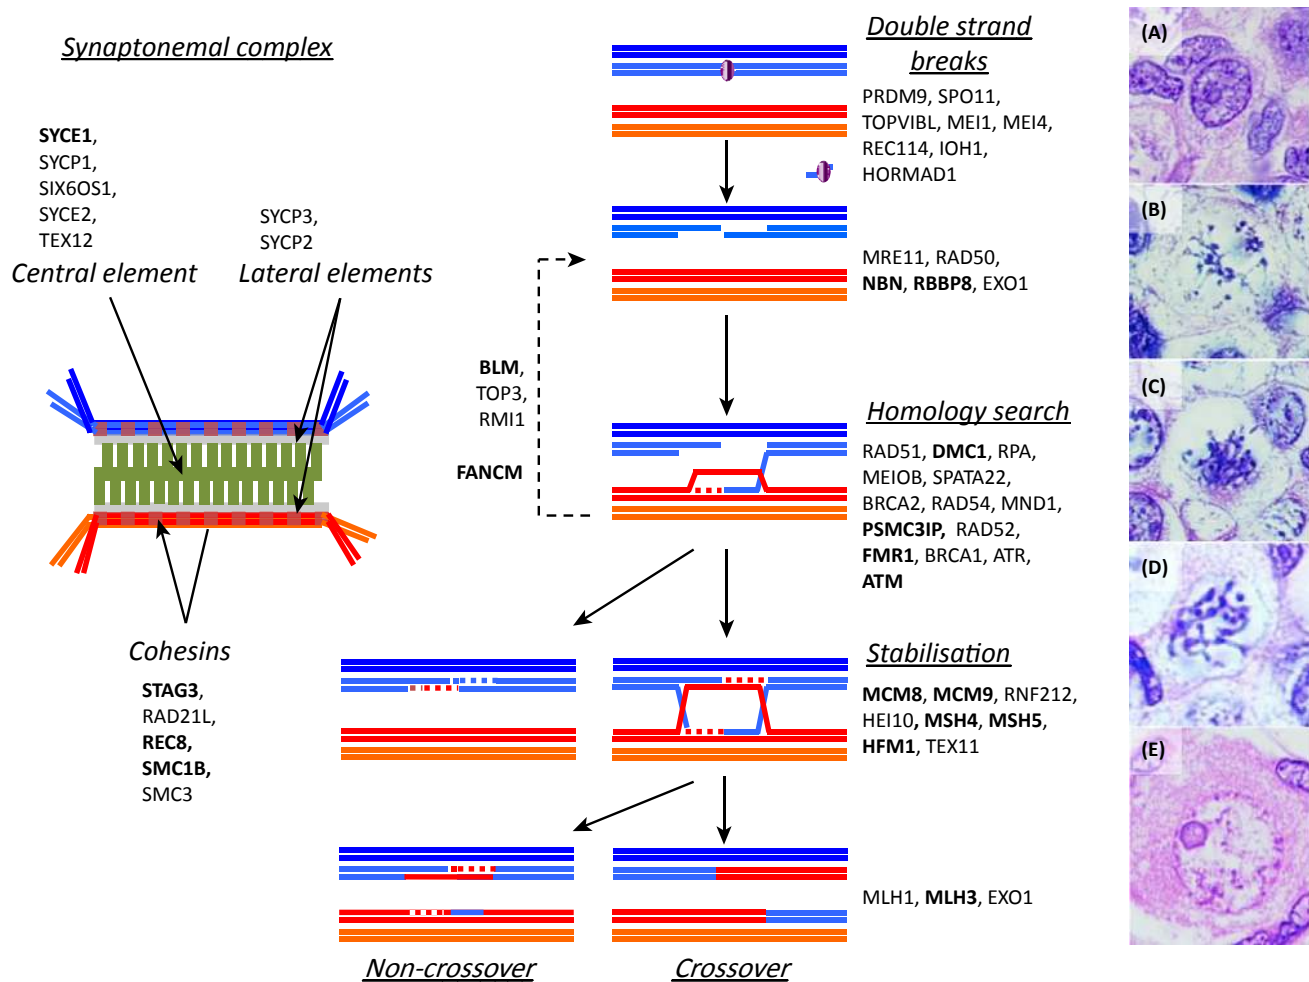 Synaptonemal complex
SYCE1,
SYCP1,
SIX6OS1,
SYCE2,
TEX12
Central element
SYCP3,
SYCP2
Lateral elements
Cohesins
STAG3,
RAD21L,
REC8,
SMC1B,
SMC3
BLM,
TOP3,
RMI1
FANCM
Double strand
breaks
PRDM9, SPO11,
TOPVIBL, MEI1, MEI4,
REC114, IOH1,
HORMAD1
MRE11, RAD50,
NBN, RBBP8, EXO1
Homology search
RAD51, DMC1, RPA,
MEIOB, SPATA22,
BRCA2, RAD54, MND1,
PSMC3IP, RAD52,
FMR1, BRCA1, ATR,
ATM
Stabilisation
MCM8, MCM9, RNF212,
HEI10, MSH4, MSH5,
HFM1, TEX11
MLH1, MLH3, EXO1
Non-crossover
Crossover
(A)
(B)
(C)
(D)
(E)